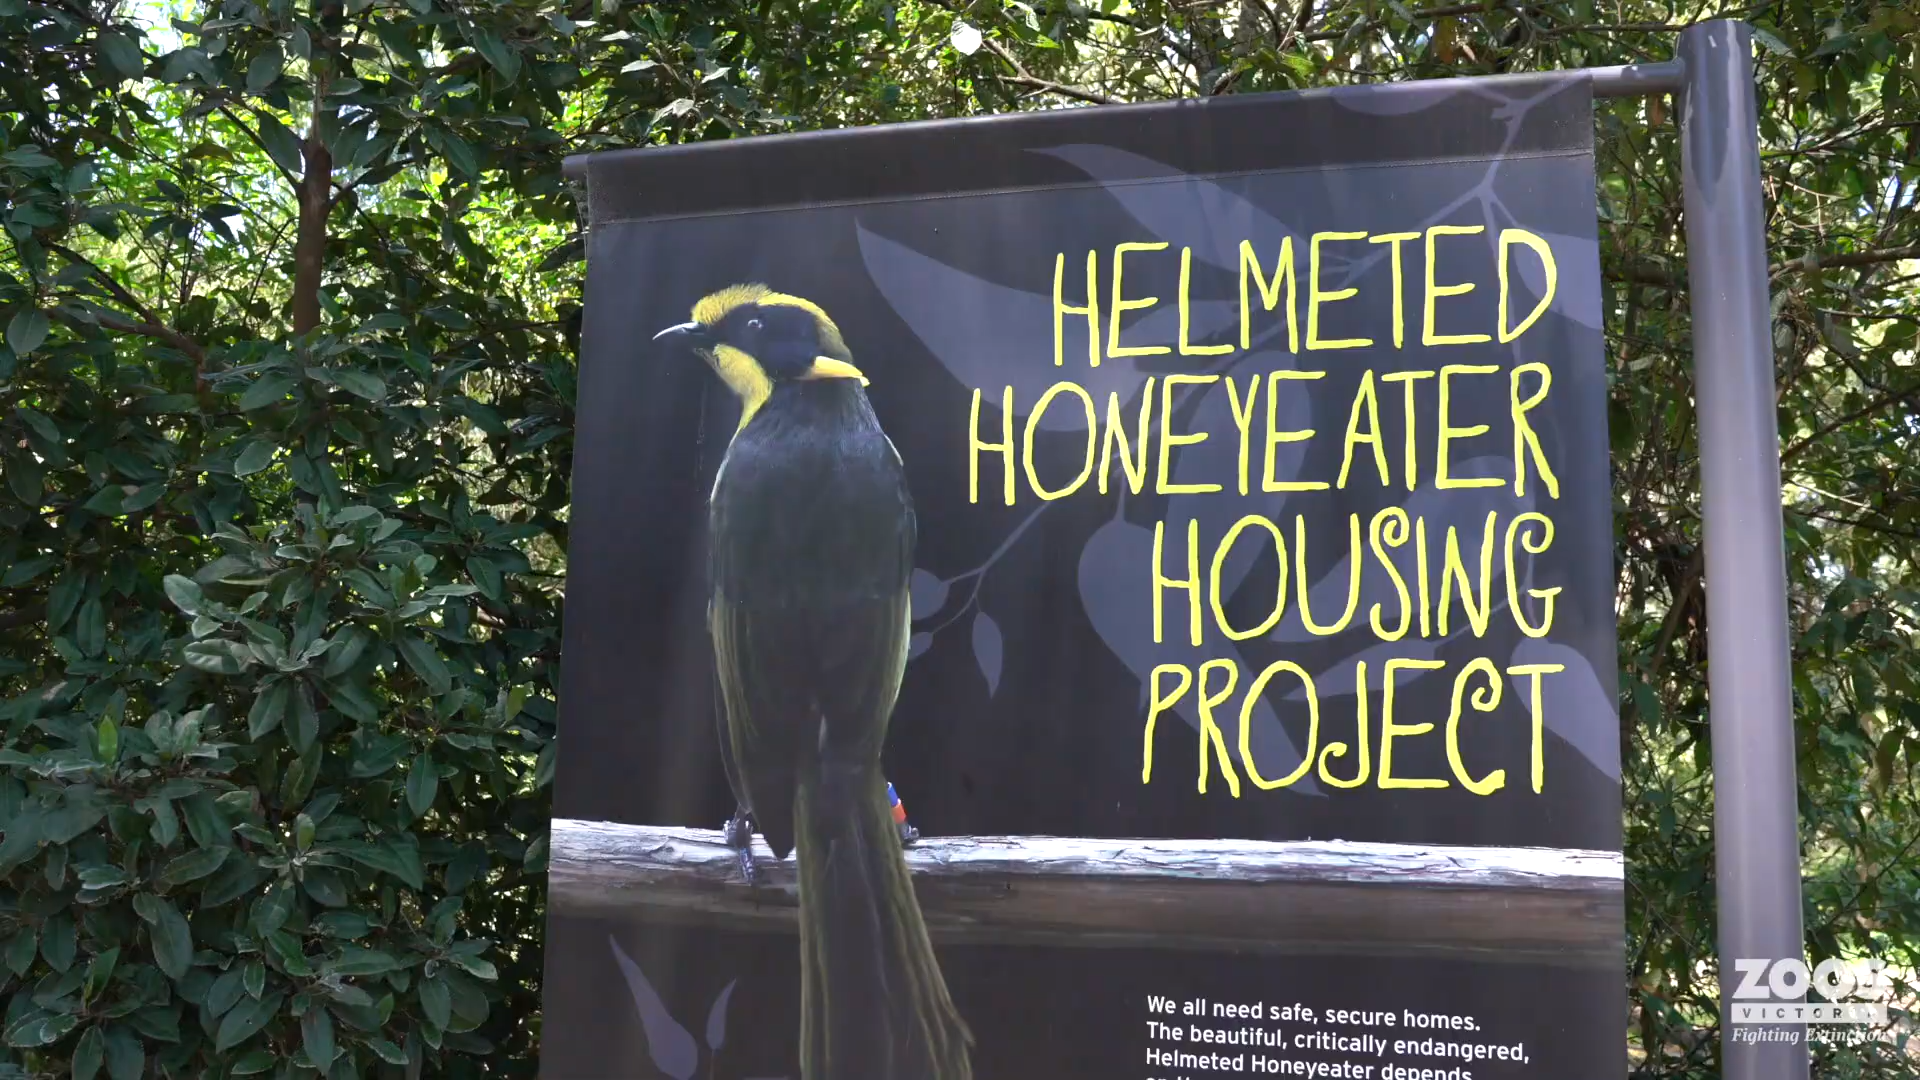 HELMETED
HONEYEATER
HOUSING
PROJECT
We all need safe, secure homes.
The beautiful, critically endangered,
Helmeted Honeyeater depends
ZOOS
VICTORIA
Fighting Extinction